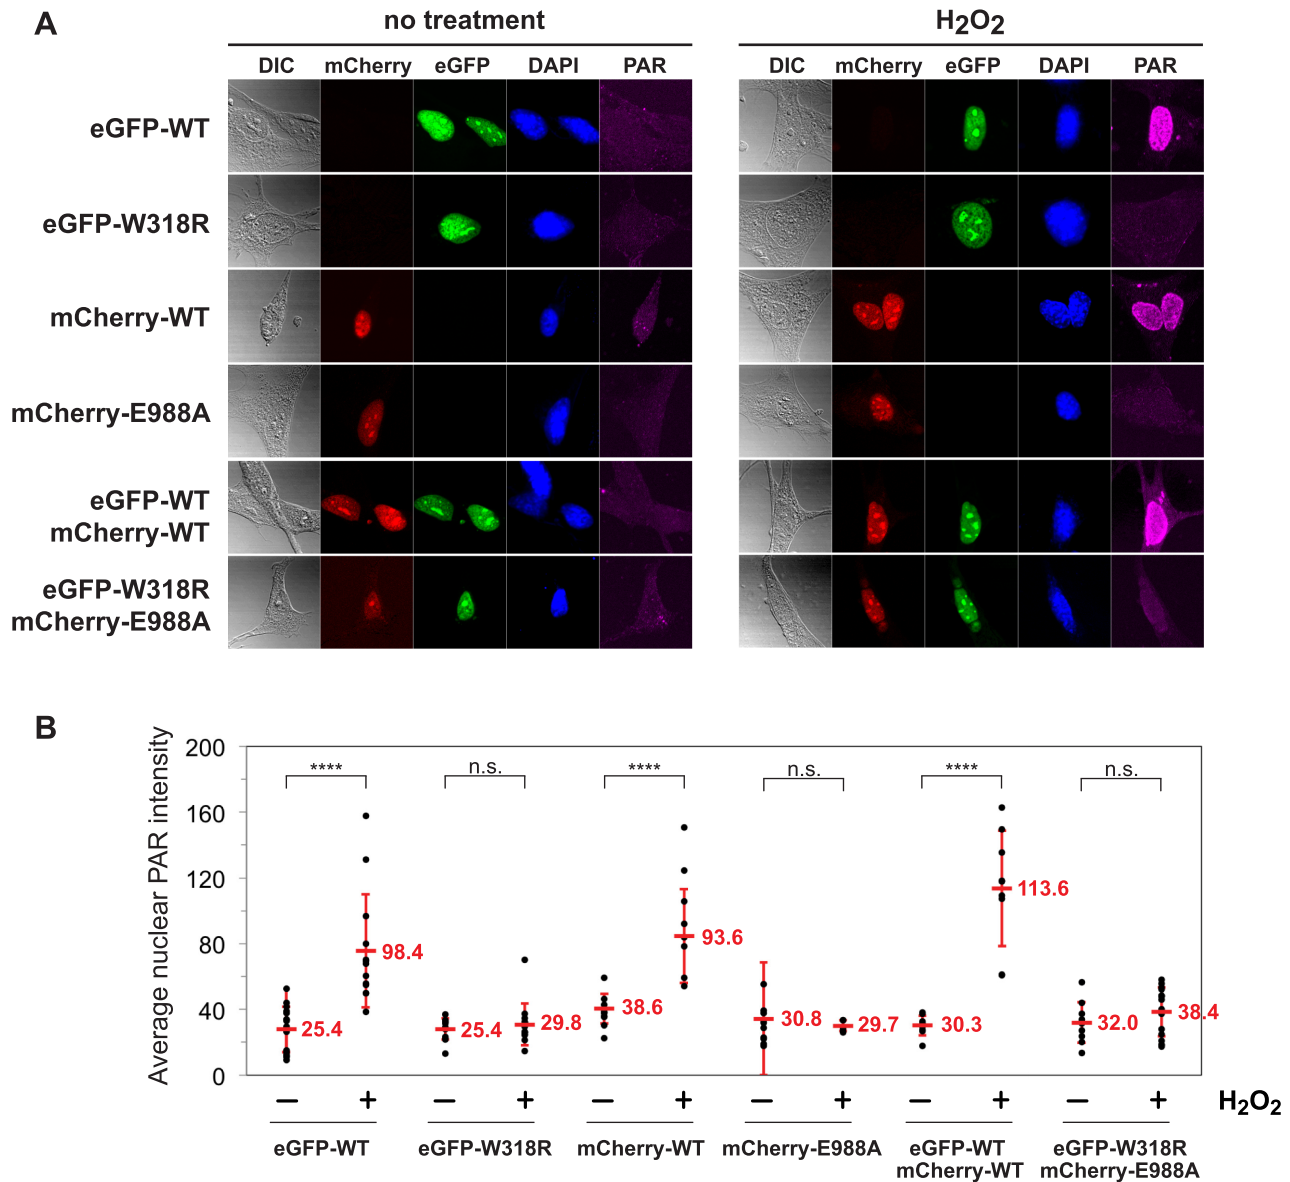 A
no treatment
H2O2
DIC mCherry eGFP DAPI PAR
DIC mCherry eGFP DAPI PAR
eGFP-WT
eGFP-W318R
mCherry-WT
mCherry-E988A
eGFP-WT
mCherry-WT
eGFP-W318R
mCherry-E988A
B
Average nuclear PAR intensity
200
160
120
80
40
0
**** n.s. **** n.s. **** n.s.
25.4 98.4 25.4 29.8 38.6 93.6 30.8 29.7 30.3 113.6 32.0 38.4
– + – + – + – + – + – + H2O2
eGFP-WT eGFP-W318R mCherry-WT mCherry-E988A eGFP-WT eGFP-W318R
mCherry-WT mCherry-E988A